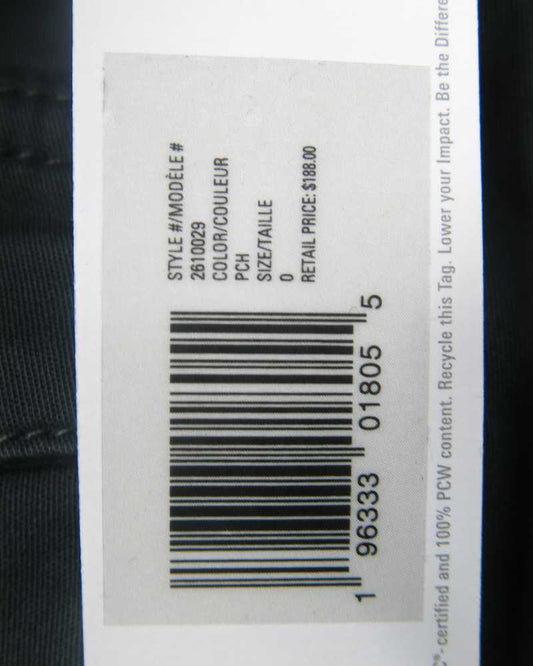 STYLE #/MODÈLE #
2610029
COLOR/COULEUR
PCH
SIZE/TAILLE
0
RETAIL PRICE: $188.00
1 96333 01805 5
-certified and 100% PCW content. Recycle this Tag. Lower your Impact. Be the